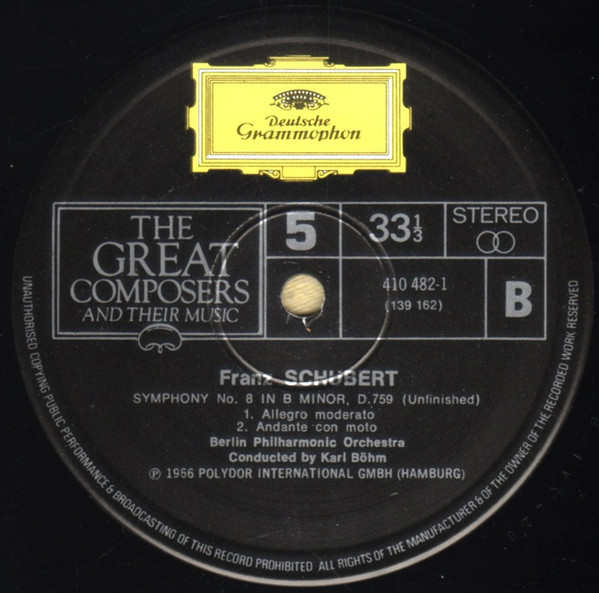 Deutsche
Grammophon
THE
GREAT
COMPOSERS
AND THEIR MUSIC
5
33⅓
STEREO
410 482-1
(139 162)
B
Franz SCHUBERT
SYMPHONY No. 8 IN B MINOR, D.759 (Unfinished)
1. Allegro moderato
2. Andante con moto
Berlin Philharmonic Orchestra
Conducted by Karl Böhm
℗ 1966 POLYDOR INTERNATIONAL GMBH (HAMBURG)
UNAUTHORISED COPYING PUBLIC PERFORMANCE & BROADCASTING OF THIS RECORD PROHIBITED ALL RIGHTS OF THE MANUFACTURER & OF THE OWNER OF THE RECORDED WORK RESERVED